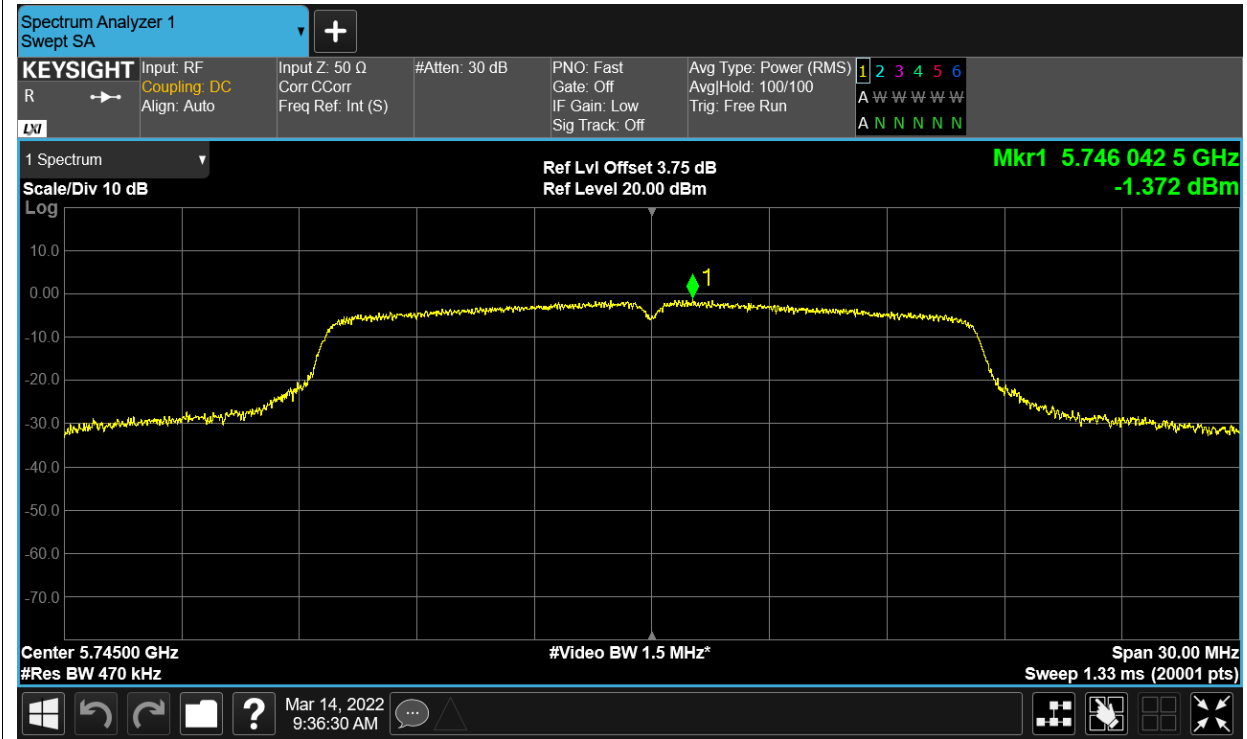 Spectrum Analyzer 1
Swept SA
KEYSIGHT
R
LXI
Input: RF
Coupling: DC
Align: Auto
Input Z: 50 Ω
Corr CCorr
Freq Ref: Int (S)
#Atten: 30 dB
PNO: Fast
Gate: Off
IF Gain: Low
Sig Track: Off
Avg Type: Power (RMS)
Avg|Hold: 100/100
Trig: Free Run
1 2 3 4 5 6
A W W W W W
A N N N N N
1 Spectrum
Scale/Div 10 dB
Ref Lvl Offset 3.75 dB
Ref Level 20.00 dBm
Mkr1 5.746 042 5 GHz
-1.372 dBm
Log
1
10.0
0.00
-10.0
-20.0
-30.0
-40.0
-50.0
-60.0
-70.0
Center 5.74500 GHz
#Res BW 470 kHz
#Video BW 1.5 MHz*
Span 30.00 MHz
Sweep 1.33 ms (20001 pts)
?
Mar 14, 2022
9:36:30 AM